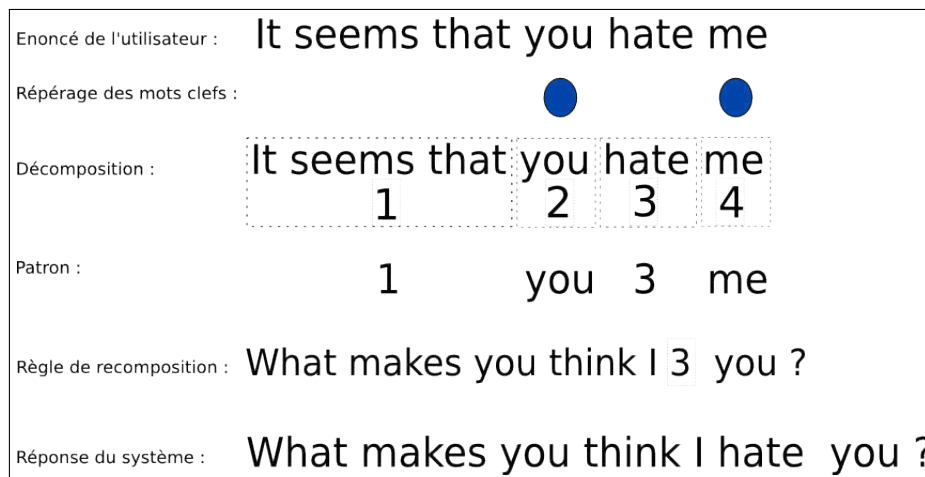 Enoncé de l'utilisateur : It seems that you hate me
Répérage des mots clefs :
Décomposition : It seems that you hate me
1 2 3 4
Patron : 1 you 3 me
Règle de recomposition : What makes you think I 3 you ?
Réponse du système : What makes you think I hate you ?